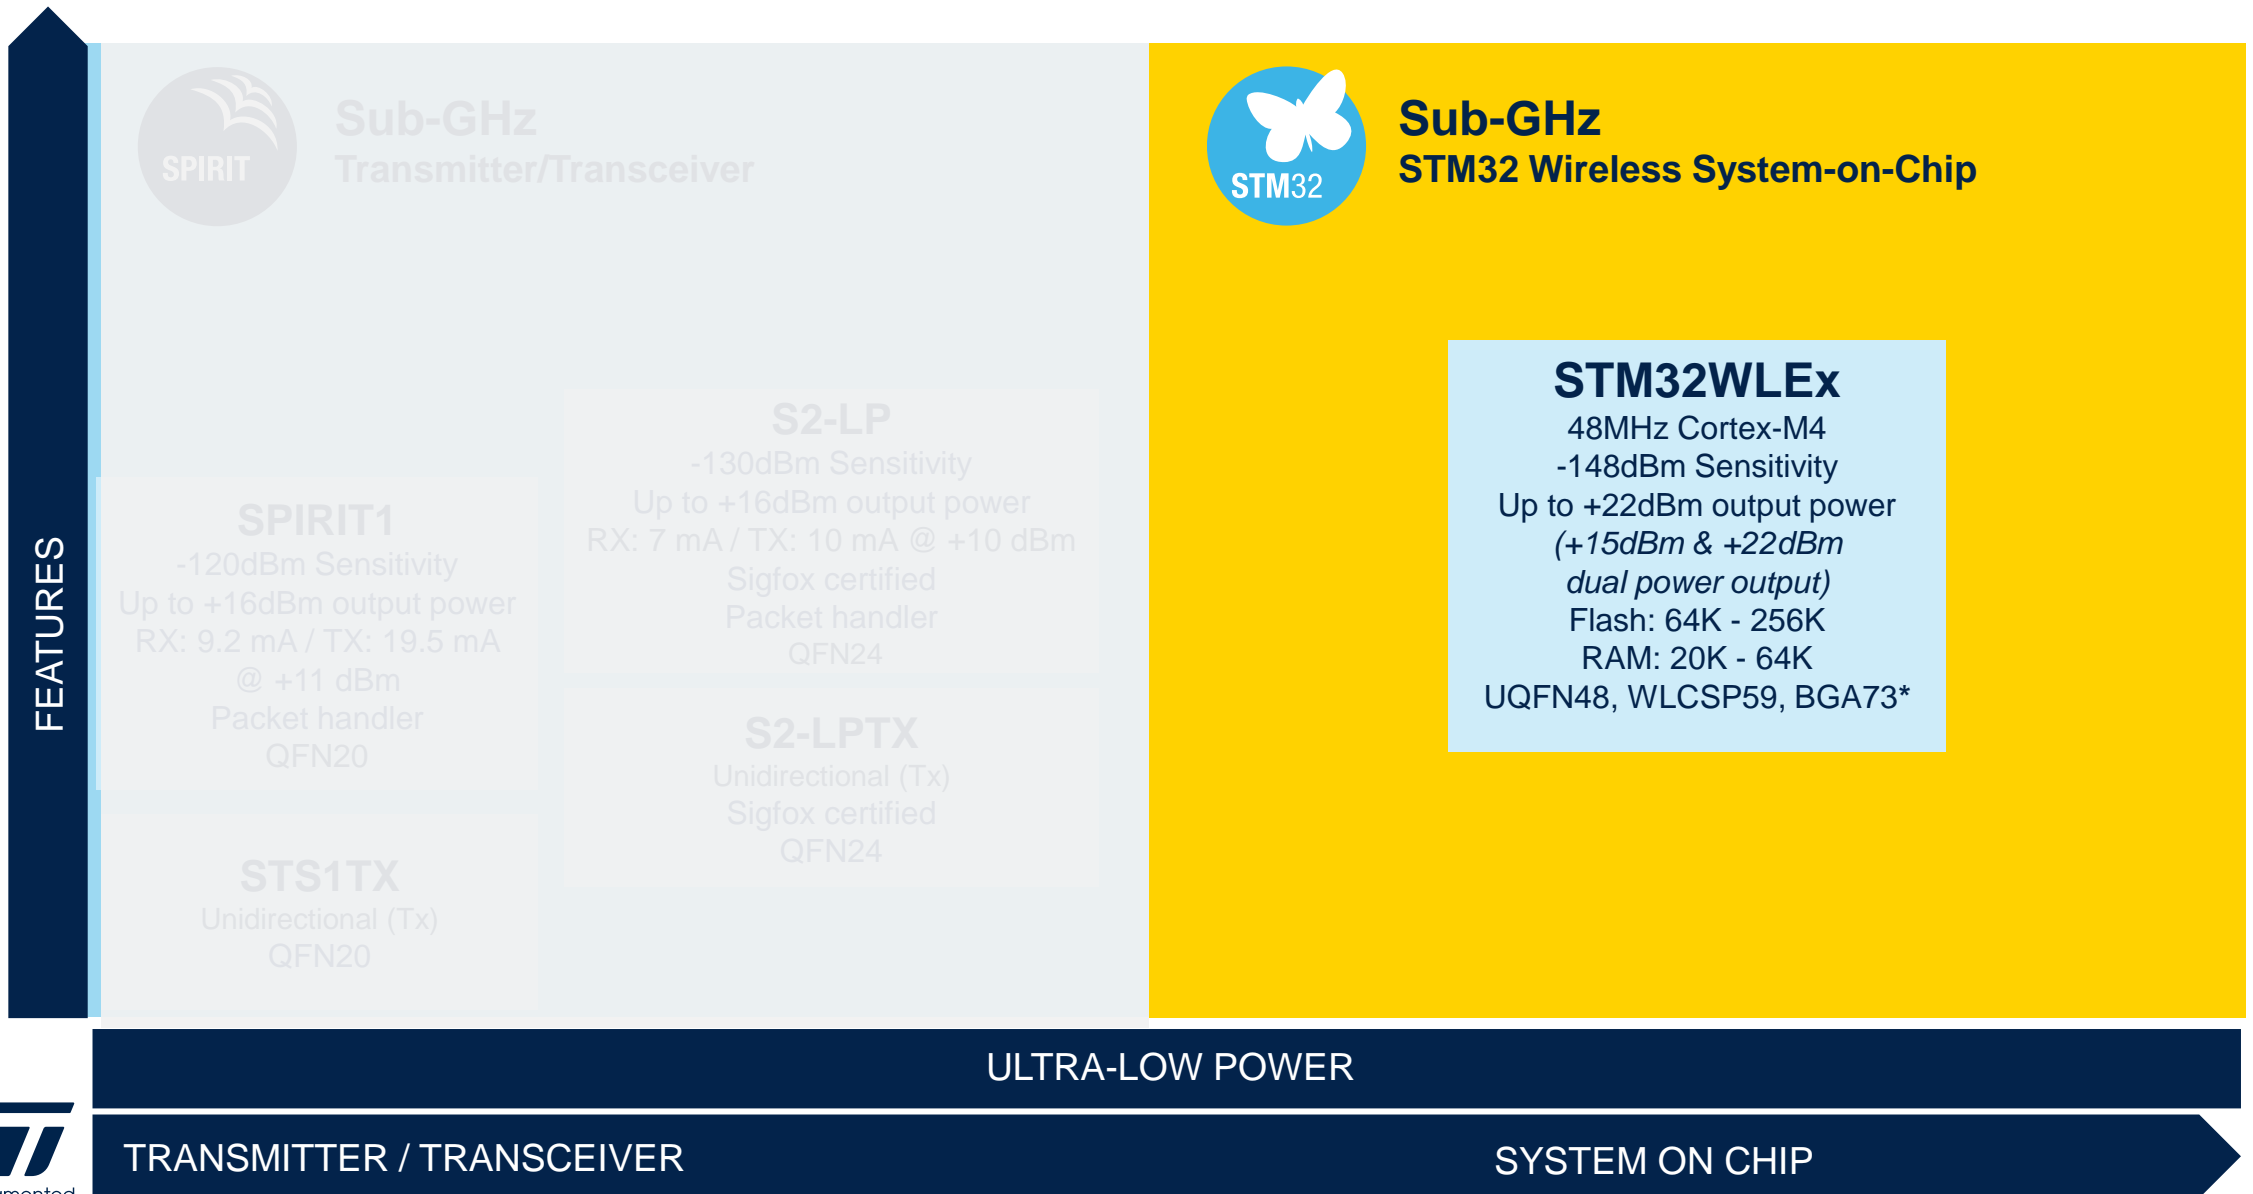 SPIRIT
Sub-GHz
Transmitter/Transceiver
STM32
Sub-GHz
STM32 Wireless System-on-Chip
FEATURES
SPIRIT1
-120dBm Sensitivity
Up to +16dBm output power
RX: 9.2 mA / TX: 19.5 mA
@ +11 dBm
Packet handler
QFN20
STS1TX
Unidirectional (Tx)
QFN20
S2-LP
-130dBm Sensitivity
Up to +16dBm output power
RX: 7 mA / TX: 10 mA @ +10 dBm
Sigfox certified
Packet handler
QFN24
S2-LPTX
Unidirectional (Tx)
Sigfox certified
QFN24
STM32WLEx
48MHz Cortex-M4
-148dBm Sensitivity
Up to +22dBm output power
(+15dBm & +22dBm
dual power output)
Flash: 64K - 256K
RAM: 20K - 64K
UQFN48, WLCSP59, BGA73*
ULTRA-LOW POWER
TRANSMITTER / TRANSCEIVER
SYSTEM ON CHIP